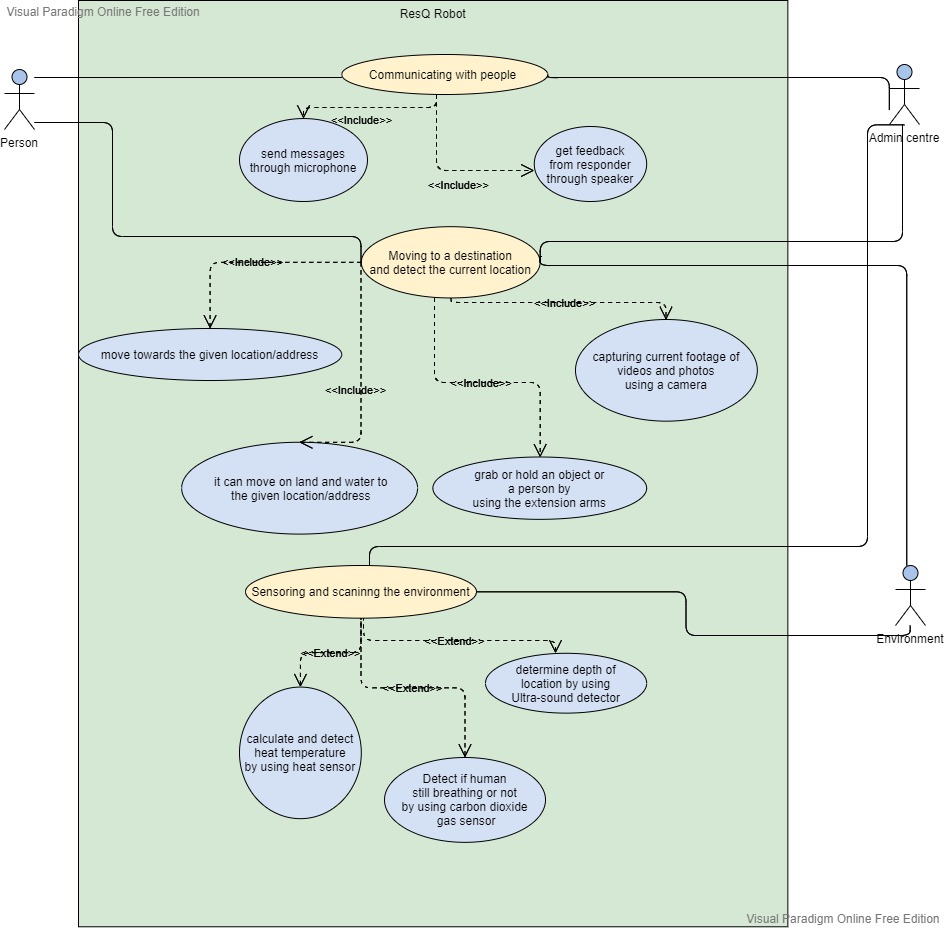 Visual Paradigm Online Free Edition
ResQ Robot
Communicating with people
Person
Admin centre
<<Include>>
send messages
through microphone
get feedback
from responder
through speaker
<<Include>>
Moving to a destination
and detect the current location
<<Include>>
<<Include>>
move towards the given location/address
capturing current footage of
videos and photos
using a camera
<<Include>>
<<Include>>
it can move on land and water to
the given location/address
grab or hold an object or
a person by
using the extension arms
Sensoring and scaninng the environment
Environment
<<Extend>>
<<Extend>>
<<Extend>>
determine depth of
location by using
Ultra-sound detector
calculate and detect
heat temperature
by using heat sensor
Detect if human
still breathing or not
by using carbon dioxide
gas sensor
Visual Paradigm Online Free Edition